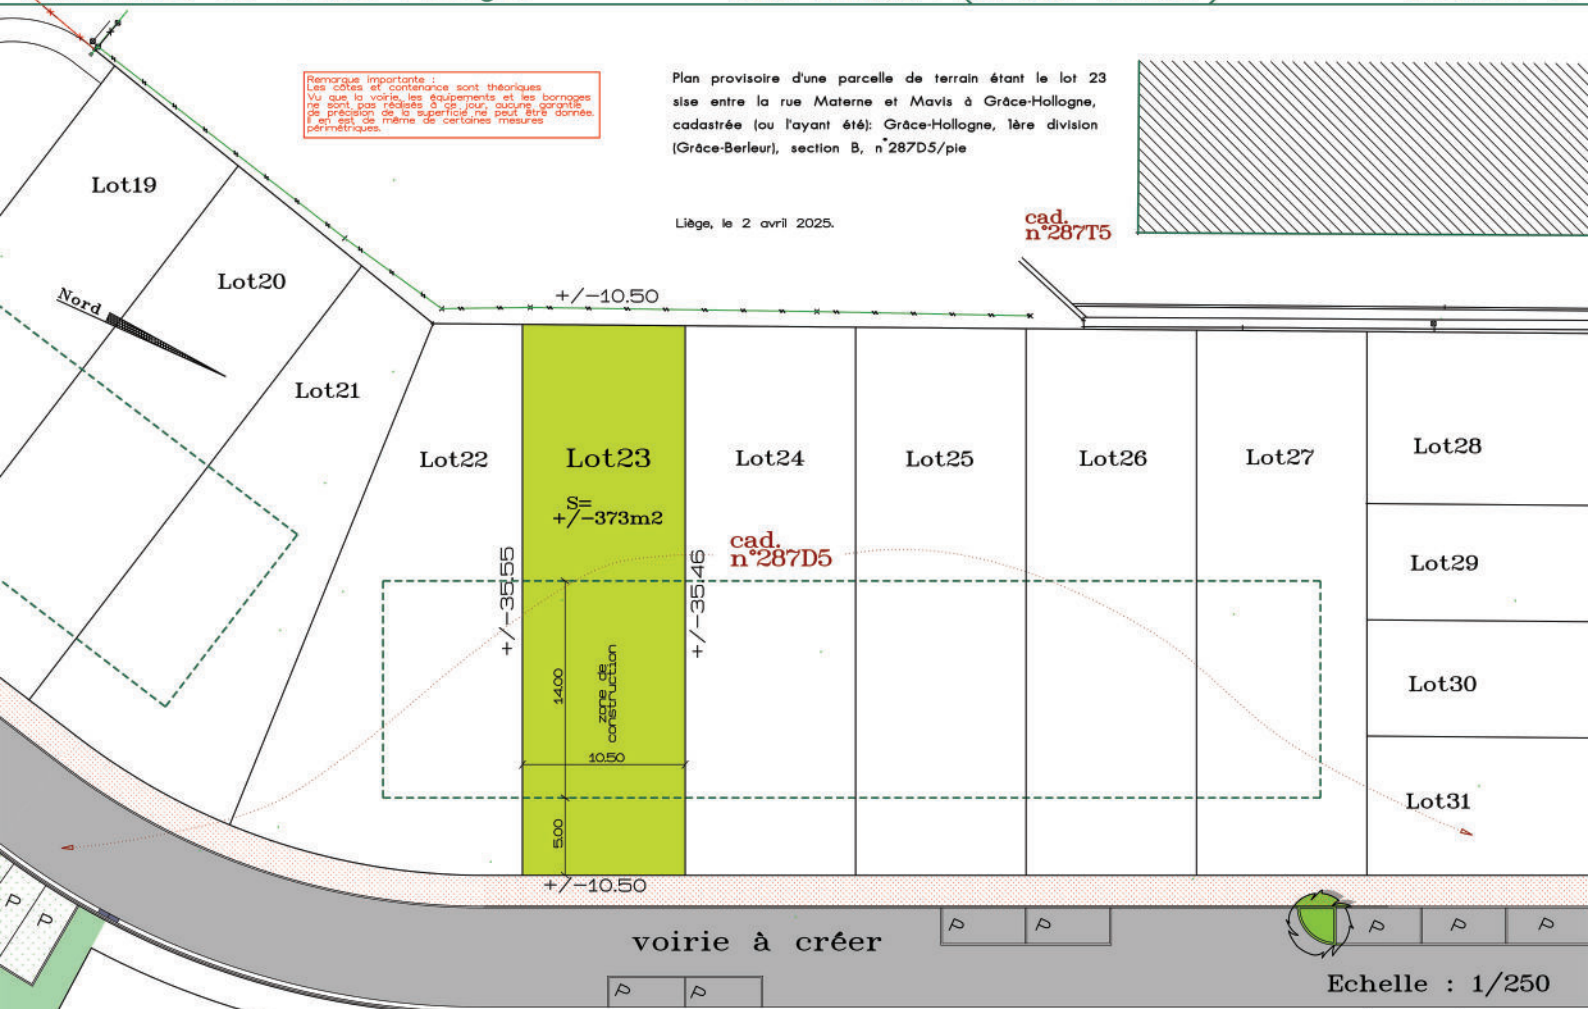 Remarque importante :
Les côtes et contenance sont théoriques
Vu que la voirie, les équipements et les bornages
ne sont pas réalisés à ce jour, aucune garantie
de précision de la superficie ne peut être donnée.
Il en est de même de certaines mesures
périmétriques.
Plan provisoire d'une parcelle de terrain étant le lot 23
sise entre la rue Materne et Mavis à Grâce-Hollogne,
cadastrée (ou l'ayant été): Grâce-Hollogne, 1ère division
(Grâce-Berleur), section B, n°287D5/pie
Liège, le 2 avril 2025.
cad.
n°287T5
Lot19
Lot20
Nord
+/-10.50
Lot21
Lot22
Lot23
S=
+/-373m2
Lot24
Lot25
Lot26
Lot27
Lot28
Lot29
Lot30
Lot31
cad.
n°287D5
+/-35.55
+/-35.46
14.00
zone de
construction
10.50
5.00
+/-10.50
voirie à créer
P
P
P
P
P
P
P
P
P
Echelle : 1/250